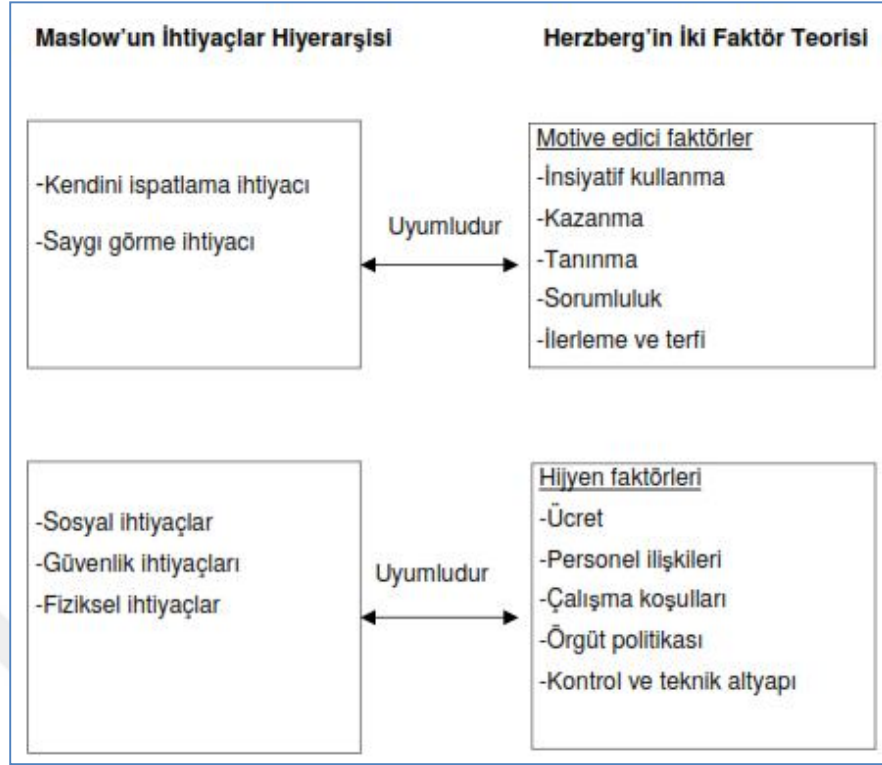 Maslow'un İhtiyaçlar Hiyerarşisi
Herzberg'in İki Faktör Teorisi
-Kendini ispatlama ihtiyacı
-Saygı görme ihtiyacı
Uyumludur
Motive edici faktörler
-İnsiyatif kullanma
-Kazanma
-Tanınma
-Sorumluluk
-İlerleme ve terfi
-Sosyal ihtiyaçlar
-Güvenlik ihtiyaçları
-Fiziksel ihtiyaçlar
Uyumludur
Hijyen faktörleri
-Ücret
-Personel ilişkileri
-Çalışma koşulları
-Örgüt politikası
-Kontrol ve teknik altyapı